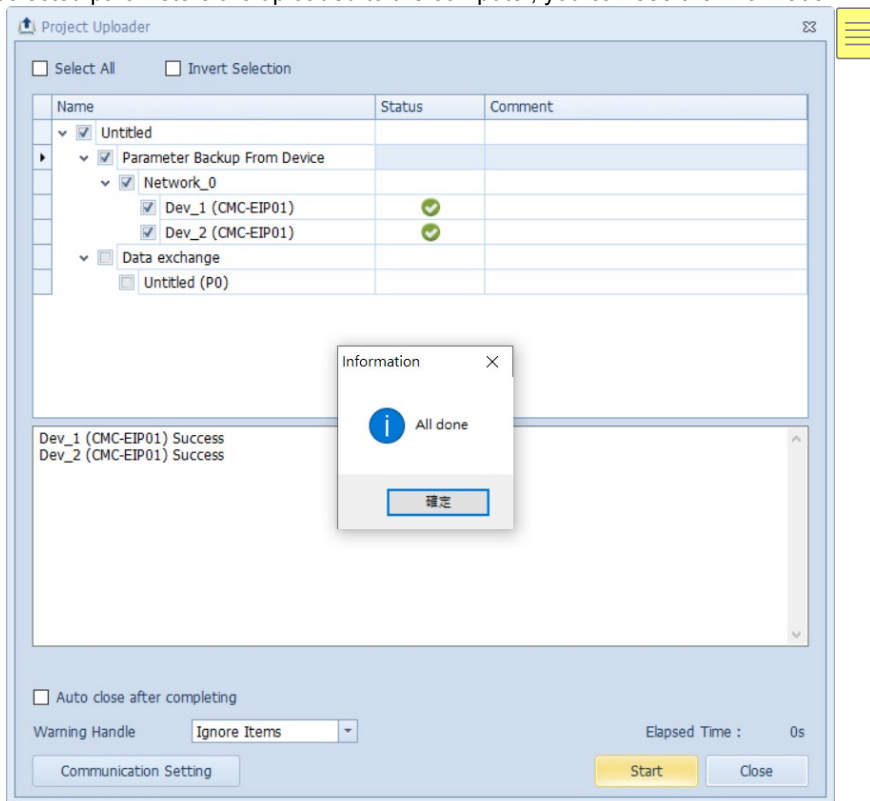 Project Uploader
Select All Invert Selection
Name Status Comment
Untitled
Parameter Backup From Device
Network_0
Dev_1 (CMC-EIP01)
Dev_2 (CMC-EIP01)
Data exchange
Untitled (P0)
Information
All done
確定
Dev_1 (CMC-EIP01) Success
Dev_2 (CMC-EIP01) Success
Auto close after completing
Warning Handle Ignore Items Elapsed Time : 0s
Communication Setting Start Close